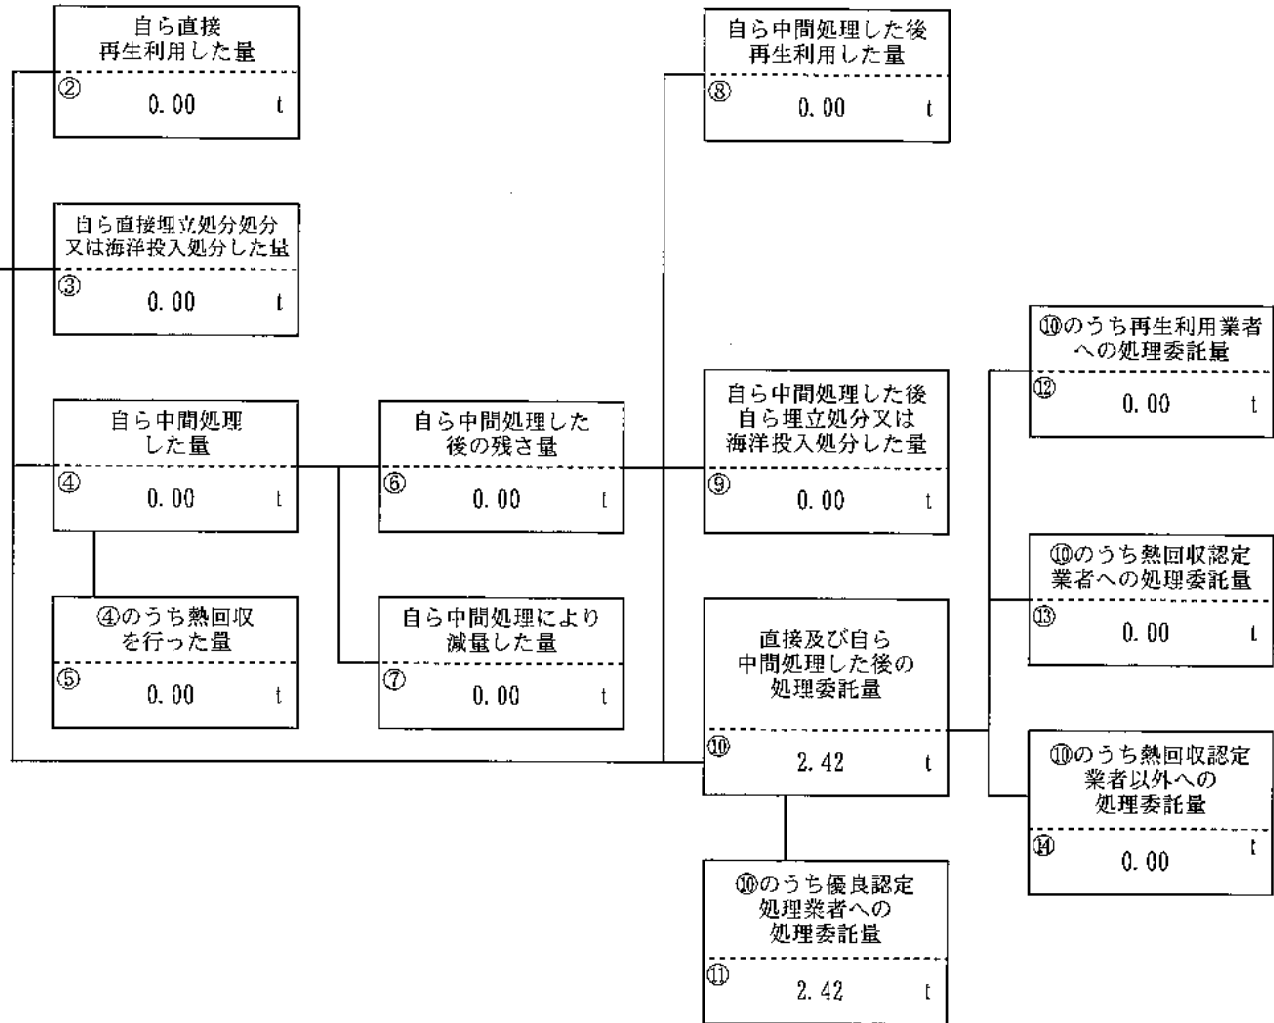 自ら直接
再生利用した量
②
0.00 t
自ら直接埋立処分処分
又は海洋投入処分した量
③
0.00 t
自ら中間処理
した量
④
0.00 t
④のうち熱回収
を行った量
⑤
0.00 t
自ら中間処理した
後の残さ量
⑥
0.00 t
自ら中間処理により
減量した量
⑦
0.00 t
自ら中間処理した後
再生利用した量
⑧
0.00 t
自ら中間処理した後
自ら埋立処分又は
海洋投入処分した量
⑨
0.00 t
直接及び自ら
中間処理した後の
処理委託量
⑩
2.42 t
⑩のうち優良認定
処理業者への
処理委託量
⑪
2.42 t
⑩のうち再生利用業者
への処理委託量
⑫
0.00 t
⑩のうち熱回収認定
業者への処理委託量
⑬
0.00 t
⑩のうち熱回収認定
業者以外への
処理委託量
⑭
0.00 t